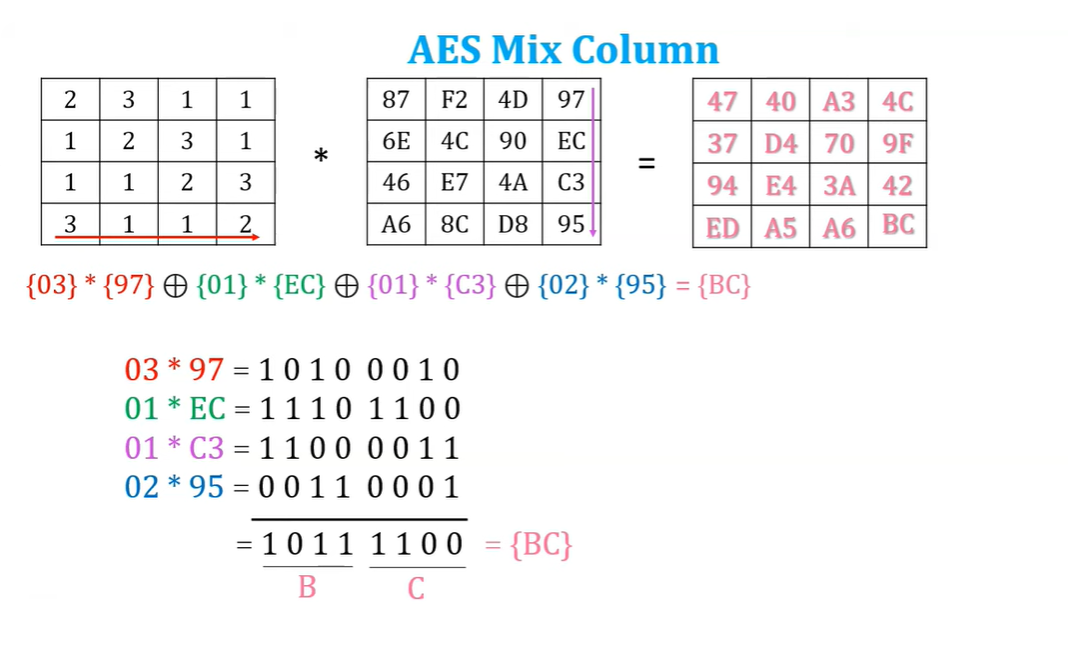 AES Mix Column
2 3 1 1 87 F2 4D 97 47 40 A3 4C
1 2 3 1 6E 4C 90 EC 37 D4 70 9F
* =
1 1 2 3 46 E7 4A C3 94 E4 3A 42
3 1 1 2 A6 8C D8 95 ED A5 A6 BC
{03} * {97} ⊕ {01} * {EC} ⊕ {01} * {C3} ⊕ {02} * {95} = {BC}
03 * 97 = 1 0 1 0 0 0 1 0
01 * EC = 1 1 1 0 1 1 0 0
01 * C3 = 1 1 0 0 0 0 1 1
02 * 95 = 0 0 1 1 0 0 0 1
= 1 0 1 1 1 1 0 0 = {BC}
B C